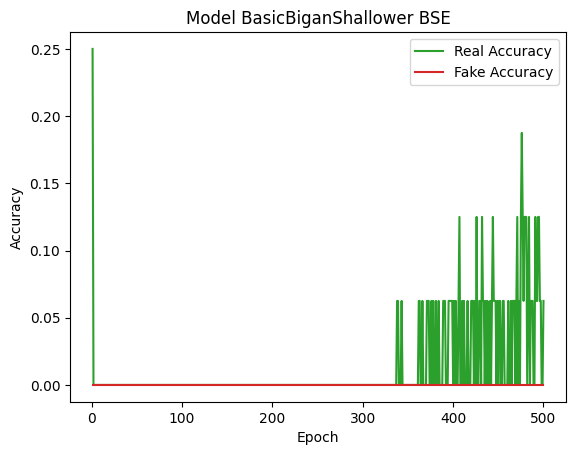 Model BasicBiganShallower BSE
Real Accuracy
Fake Accuracy
0.25
0.20
0.15
0.10
0.05
0.00
Accuracy
0 100 200 300 400 500
Epoch